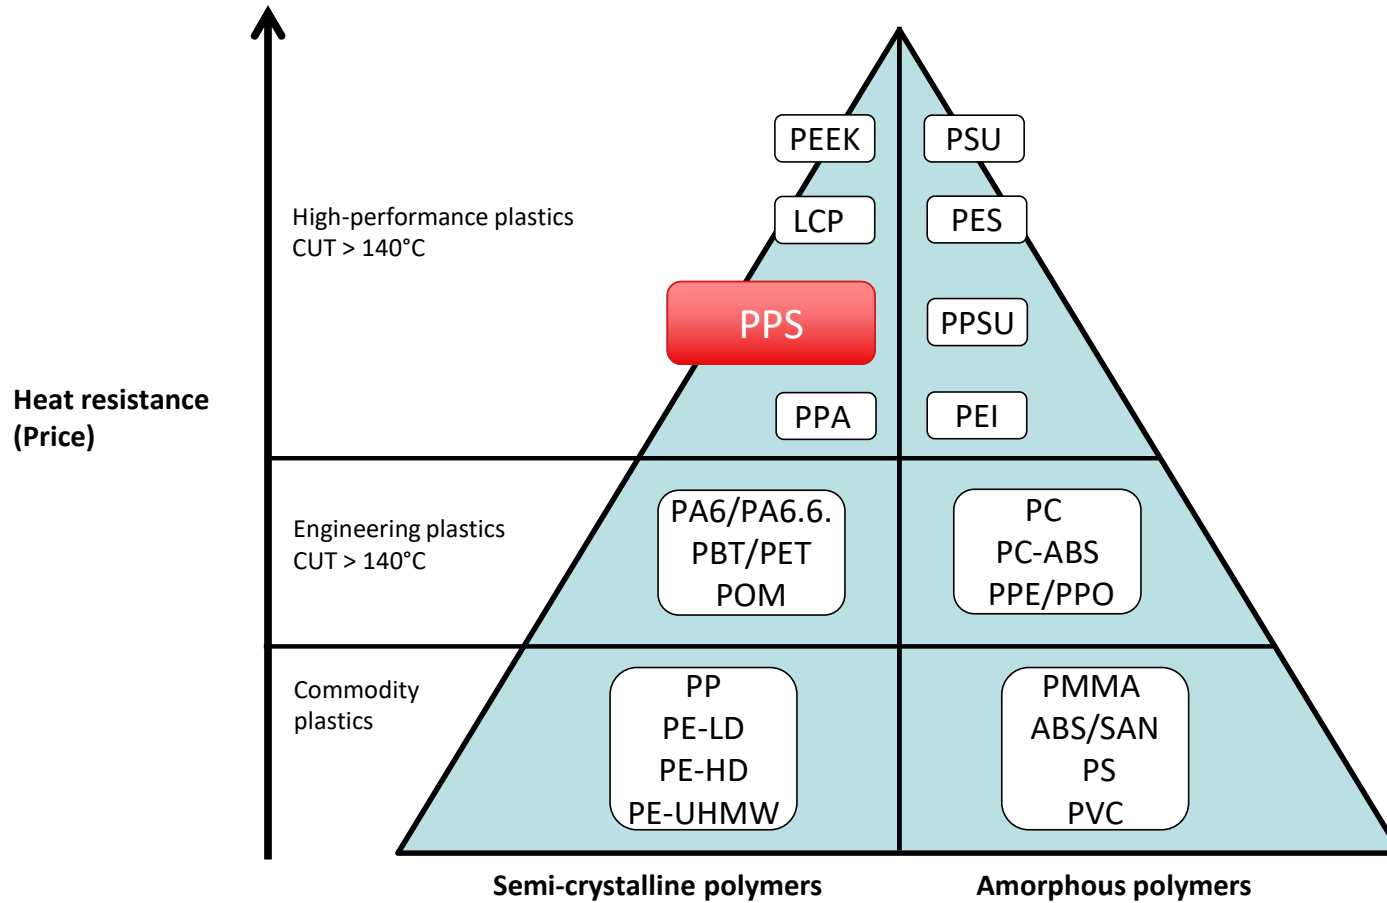 PEEK
PSU
High-performance plastics
CUT > 140°C
LCP
PES
PPS
PPSU
Heat resistance
(Price)
PPA
PEI
Engineering plastics
CUT > 140°C
PA6/PA6.6.
PBT/PET
POM
PC
PC-ABS
PPE/PPO
Commodity
plastics
PP
PE-LD
PE-HD
PE-UHMW
PMMA
ABS/SAN
PS
PVC
Semi-crystalline polymers
Amorphous polymers